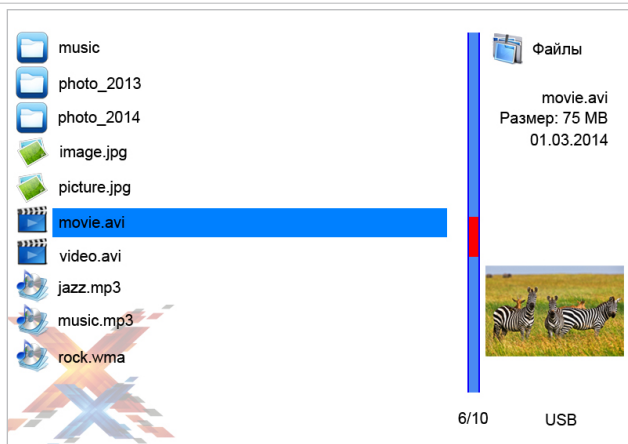 music
photo_2013
photo_2014
image.jpg
picture.jpg
movie.avi
video.avi
jazz.mp3
music.mp3
rock.wma
Файлы
movie.avi
Размер: 75 MB
01.03.2014
6/10
USB